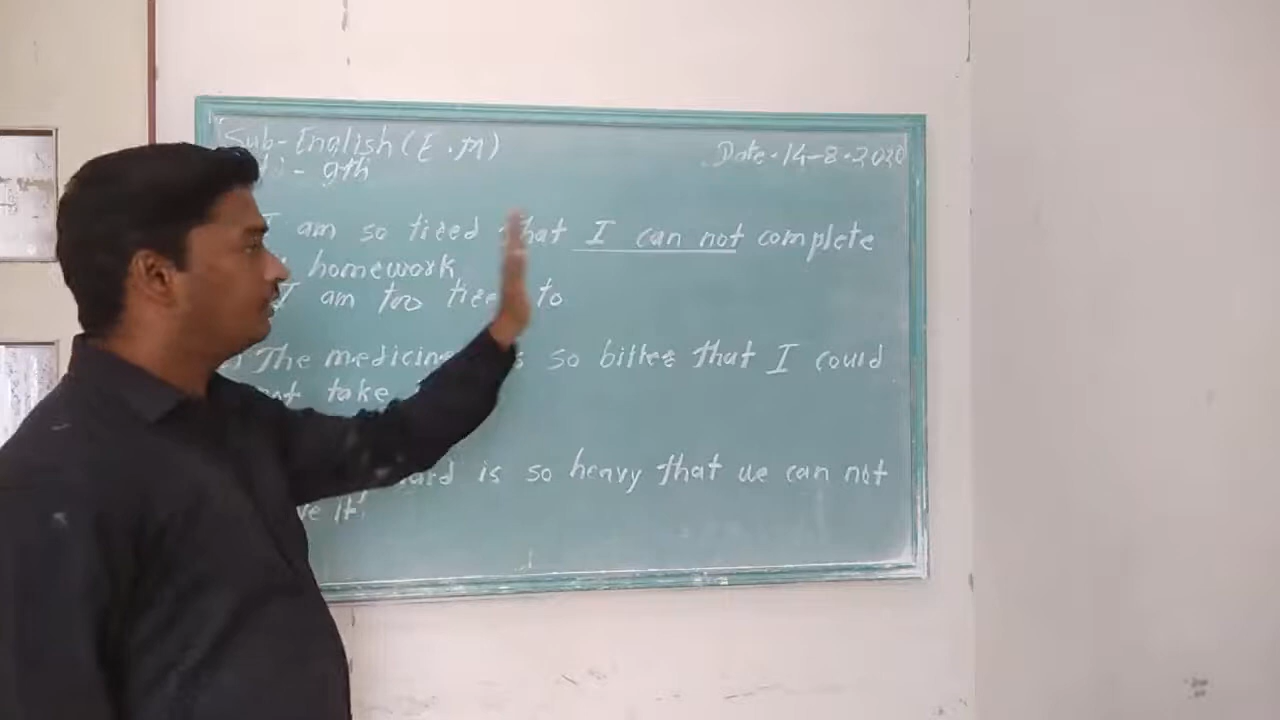 Sub-English (E.M) Date.14-8-2020
- 9th
I am so tired that I can not complete
homework
I am too tired to
The medicine is so bitter that I could
not take
is so heavy that we can not
it.